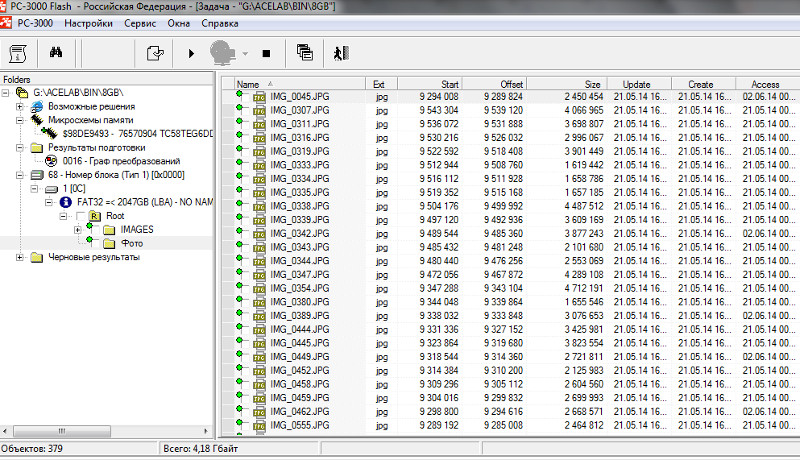 PC-3000 Flash - Российская Федерация - [Задача - "G:\ACELAB\BIN\8GB"]
PC-3000 Настройки Сервис Окна Справка
Folders
G:\ACELAB\BIN\8GB\
Возможные решения
Микросхемы памяти
$98DE9493 - 76570904 TC58TEG6DD
Результаты подготовки
0016 - Граф преобразований
68 - Номер блока (Тип 1) [0x0000]
1 [0C]
FAT32 =< 2047GB (LBA) - NO NAM
Root
IMAGES
Фото
Черновые результаты
Name Ext Start Offset Size Update Create Access
IMG_0045.JPG jpg 9 294 008 9 289 824 2 450 454 21.05.14 16... 21.05.14 16... 02.06.14 00...
IMG_0307.JPG jpg 9 543 304 9 539 120 4 066 965 21.05.14 16... 21.05.14 16... 21.05.14 00...
IMG_0311.JPG jpg 9 536 072 9 531 888 3 698 807 21.05.14 16... 21.05.14 16... 21.05.14 00...
IMG_0316.JPG jpg 9 530 216 9 526 032 2 996 067 21.05.14 16... 21.05.14 16... 21.05.14 00...
IMG_0319.JPG jpg 9 522 592 9 518 408 3 901 449 21.05.14 16... 21.05.14 16... 21.05.14 00...
IMG_0333.JPG jpg 9 512 944 9 508 760 1 619 442 21.05.14 16... 21.05.14 16... 21.05.14 00...
IMG_0334.JPG jpg 9 516 112 9 511 928 1 658 786 21.05.14 16... 21.05.14 16... 21.05.14 00...
IMG_0335.JPG jpg 9 519 352 9 515 168 1 657 185 21.05.14 16... 21.05.14 16... 21.05.14 00...
IMG_0338.JPG jpg 9 504 176 9 499 992 4 487 512 21.05.14 16... 21.05.14 16... 21.05.14 00...
IMG_0339.JPG jpg 9 497 120 9 492 936 3 609 169 21.05.14 16... 21.05.14 16... 21.05.14 00...
IMG_0342.JPG jpg 9 489 544 9 485 360 3 877 243 21.05.14 16... 21.05.14 16... 02.06.14 00...
IMG_0343.JPG jpg 9 485 432 9 481 248 2 101 680 21.05.14 16... 21.05.14 16... 21.05.14 00...
IMG_0344.JPG jpg 9 480 440 9 476 256 2 553 069 21.05.14 16... 21.05.14 16... 21.05.14 00...
IMG_0347.JPG jpg 9 472 056 9 467 872 4 289 108 21.05.14 16... 21.05.14 16... 21.05.14 00...
IMG_0354.JPG jpg 9 347 288 9 343 104 4 712 191 21.05.14 16... 21.05.14 16... 21.05.14 00...
IMG_0380.JPG jpg 9 344 048 9 339 864 1 655 546 21.05.14 16... 21.05.14 16... 21.05.14 00...
IMG_0389.JPG jpg 9 338 032 9 333 848 3 076 653 21.05.14 16... 21.05.14 16... 02.06.14 00...
IMG_0444.JPG jpg 9 331 336 9 327 152 3 425 981 21.05.14 16... 21.05.14 16... 21.05.14 00...
IMG_0445.JPG jpg 9 323 864 9 319 680 3 823 554 21.05.14 16... 21.05.14 16... 21.05.14 00...
IMG_0449.JPG jpg 9 318 544 9 314 360 2 721 811 21.05.14 16... 21.05.14 16... 02.06.14 00...
IMG_0452.JPG jpg 9 314 384 9 310 200 2 125 983 21.05.14 16... 21.05.14 16... 21.05.14 00...
IMG_0458.JPG jpg 9 309 296 9 305 112 2 604 560 21.05.14 16... 21.05.14 16... 21.05.14 00...
IMG_0459.JPG jpg 9 304 016 9 299 832 2 699 993 21.05.14 16... 21.05.14 16... 21.05.14 00...
IMG_0462.JPG jpg 9 298 800 9 294 616 2 668 571 21.05.14 16... 21.05.14 16... 02.06.14 00...
IMG_0555.JPG jpg 9 289 192 9 285 008 2 464 812 21.05.14 16... 21.05.14 16... 21.05.14 00...
Объектов: 379 Всего: 4,18 Гбайт